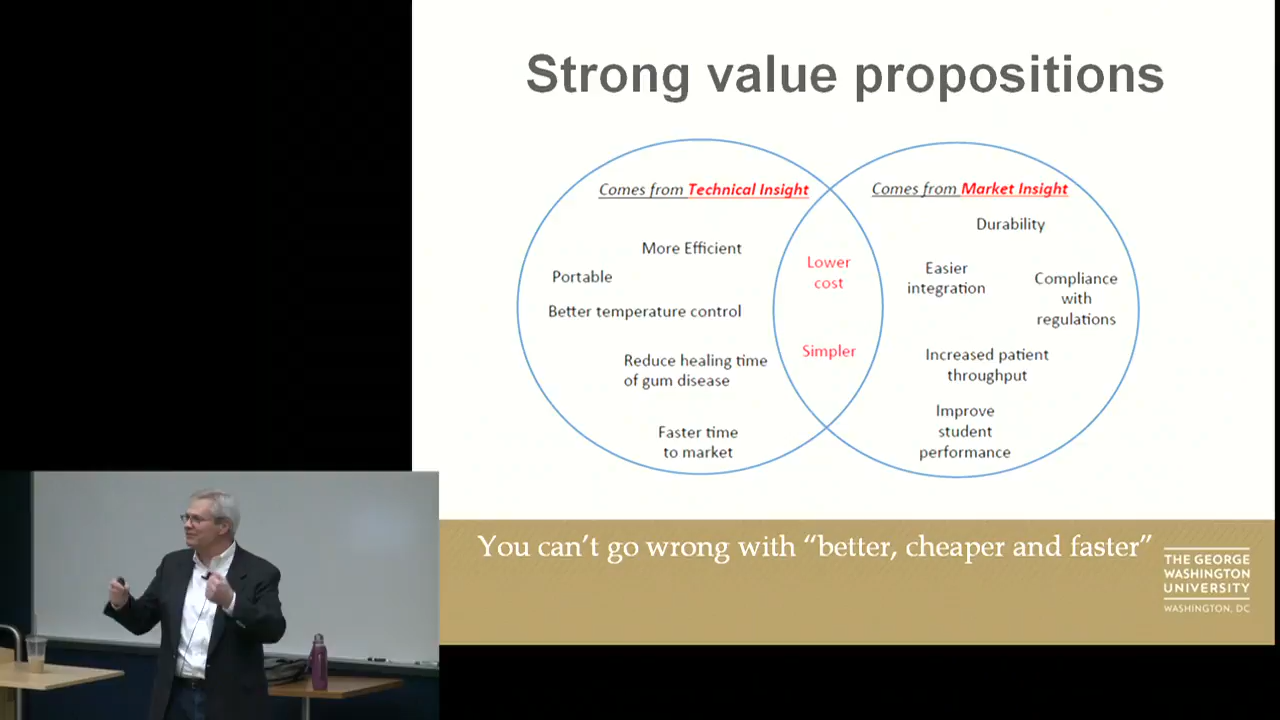 Strong value propositions
Comes from Technical Insight
More Efficient
Portable
Better temperature control
Reduce healing time
of gum disease
Faster time
to market
Lower
cost
Simpler
Comes from Market Insight
Durability
Easier
integration
Compliance
with
regulations
Increased patient
throughput
Improve
student
performance
You can't go wrong with “better, cheaper and faster”
THE GEORGE
WASHINGTON
UNIVERSITY
WASHINGTON, DC